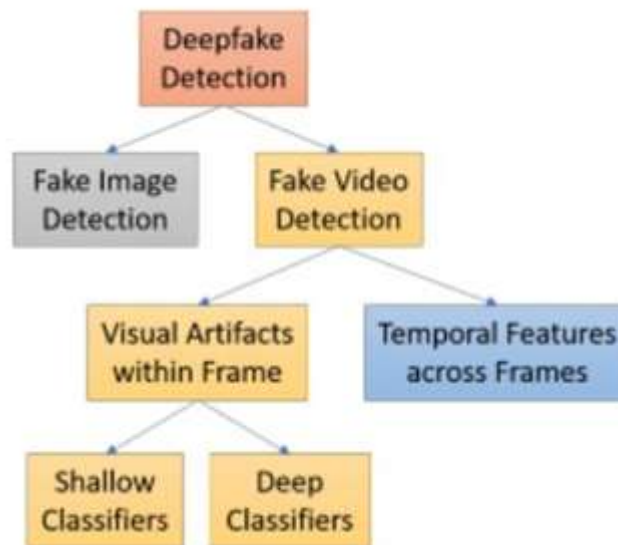 Deepfake
Detection
Fake Image
Detection
Fake Video
Detection
Visual Artifacts
within Frame
Temporal Features
across Frames
Shallow
Classifiers
Deep
Classifiers